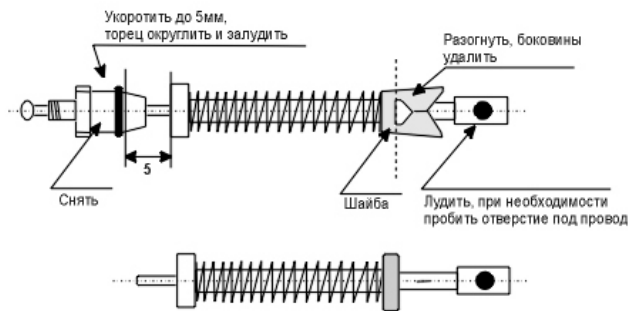 Укоротить до 5мм,
торец округлить и залудить
Разогнуть, боковины
удалить
5
Снять
Шайба
Лудить, при необходимости
пробить отверстие под провод